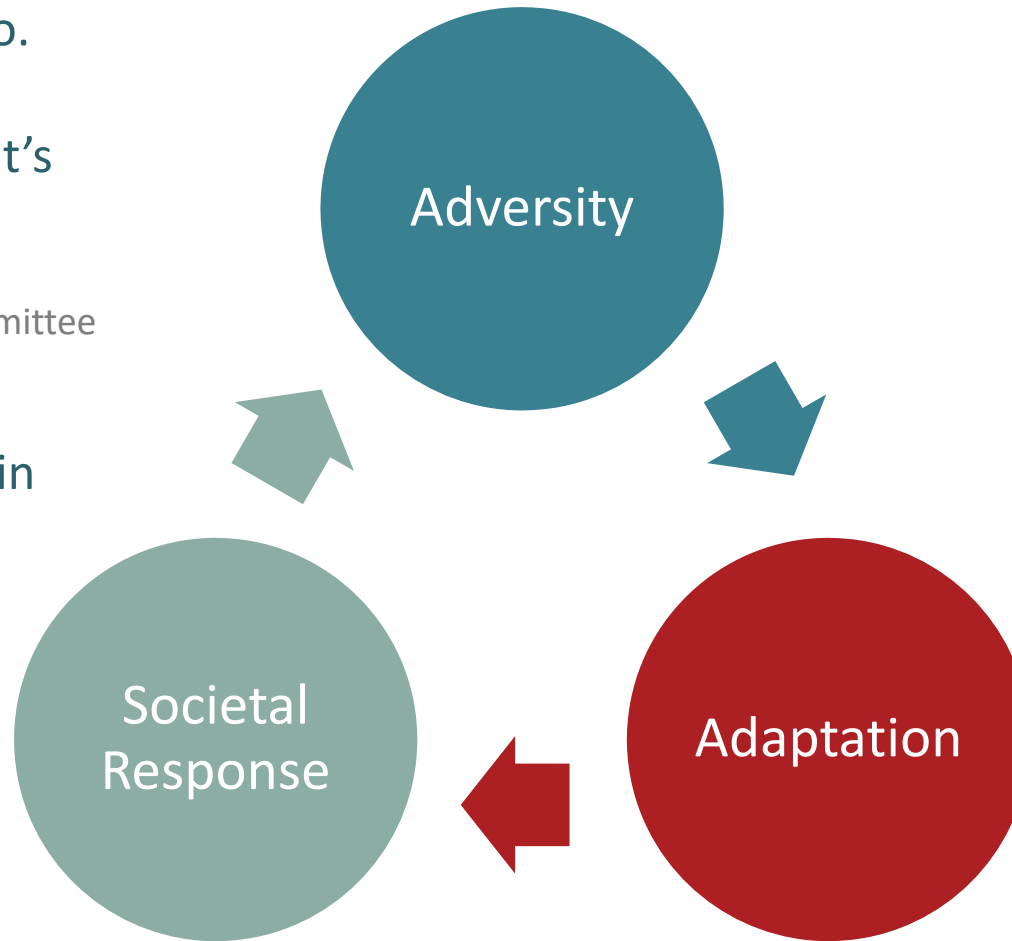 o.
t's
mittee
in
Adversity
Adaptation
Societal
Response